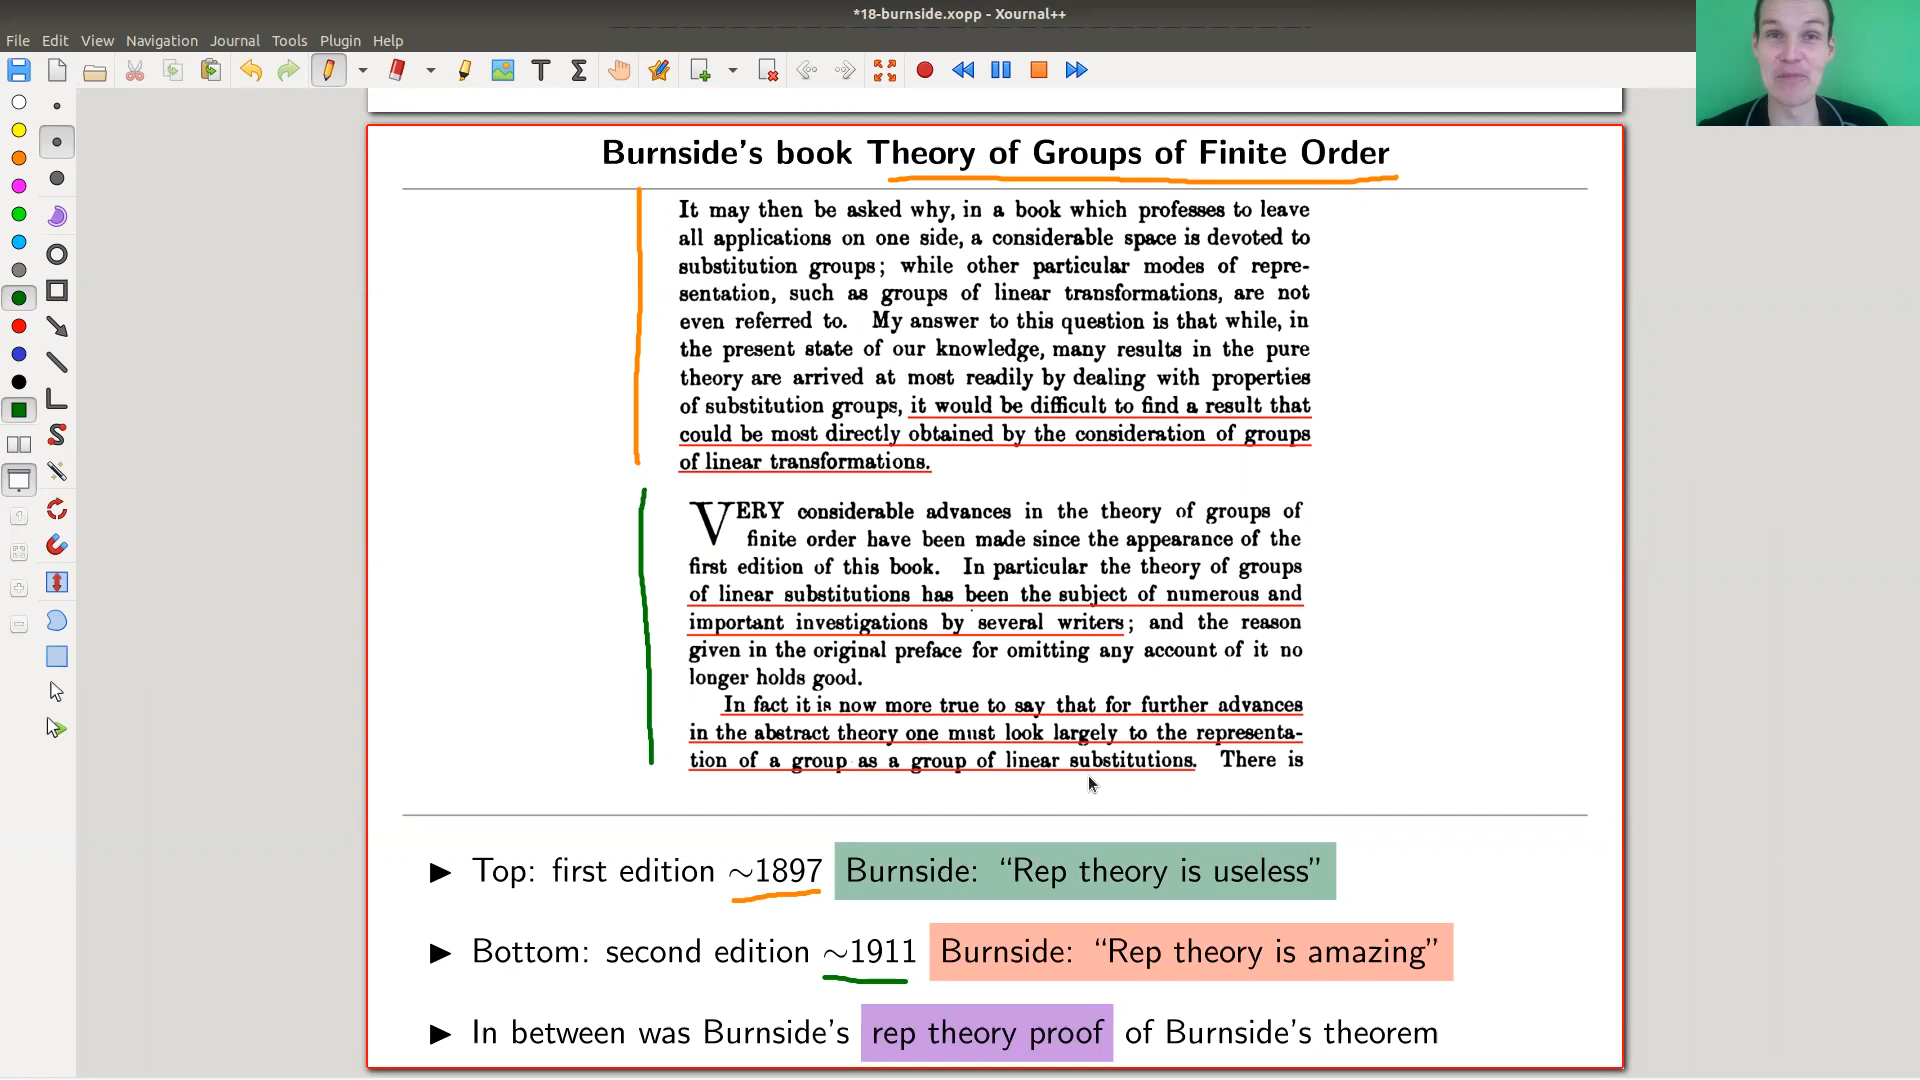 *18-burnside.xopp - Xournal++
File Edit View Navigation Journal Tools Plugin Help
Burnside's book Theory of Groups of Finite Order
It may then be asked why, in a book which professes to leave
all applications on one side, a considerable space is devoted to
substitution groups; while other particular modes of repre-
sentation, such as groups of linear transformations, are not
even referred to. My answer to this question is that while, in
the present state of our knowledge, many results in the pure
theory are arrived at most readily by dealing with properties
of substitution groups, it would be difficult to find a result that
could be most directly obtained by the consideration of groups
of linear transformations.
VERY considerable advances in the theory of groups of
finite order have been made since the appearance of the
first edition of this book. In particular the theory of groups
of linear substitutions has been the subject of numerous and
important investigations by several writers; and the reason
given in the original preface for omitting any account of it no
longer holds good.
In fact it is now more true to say that for further advances
in the abstract theory one must look largely to the representa-
tion of a group as a group of linear substitutions. There is
▶ Top: first edition ~1897 Burnside: “Rep theory is useless”
▶ Bottom: second edition ~1911 Burnside: “Rep theory is amazing”
▶ In between was Burnside's rep theory proof of Burnside's theorem